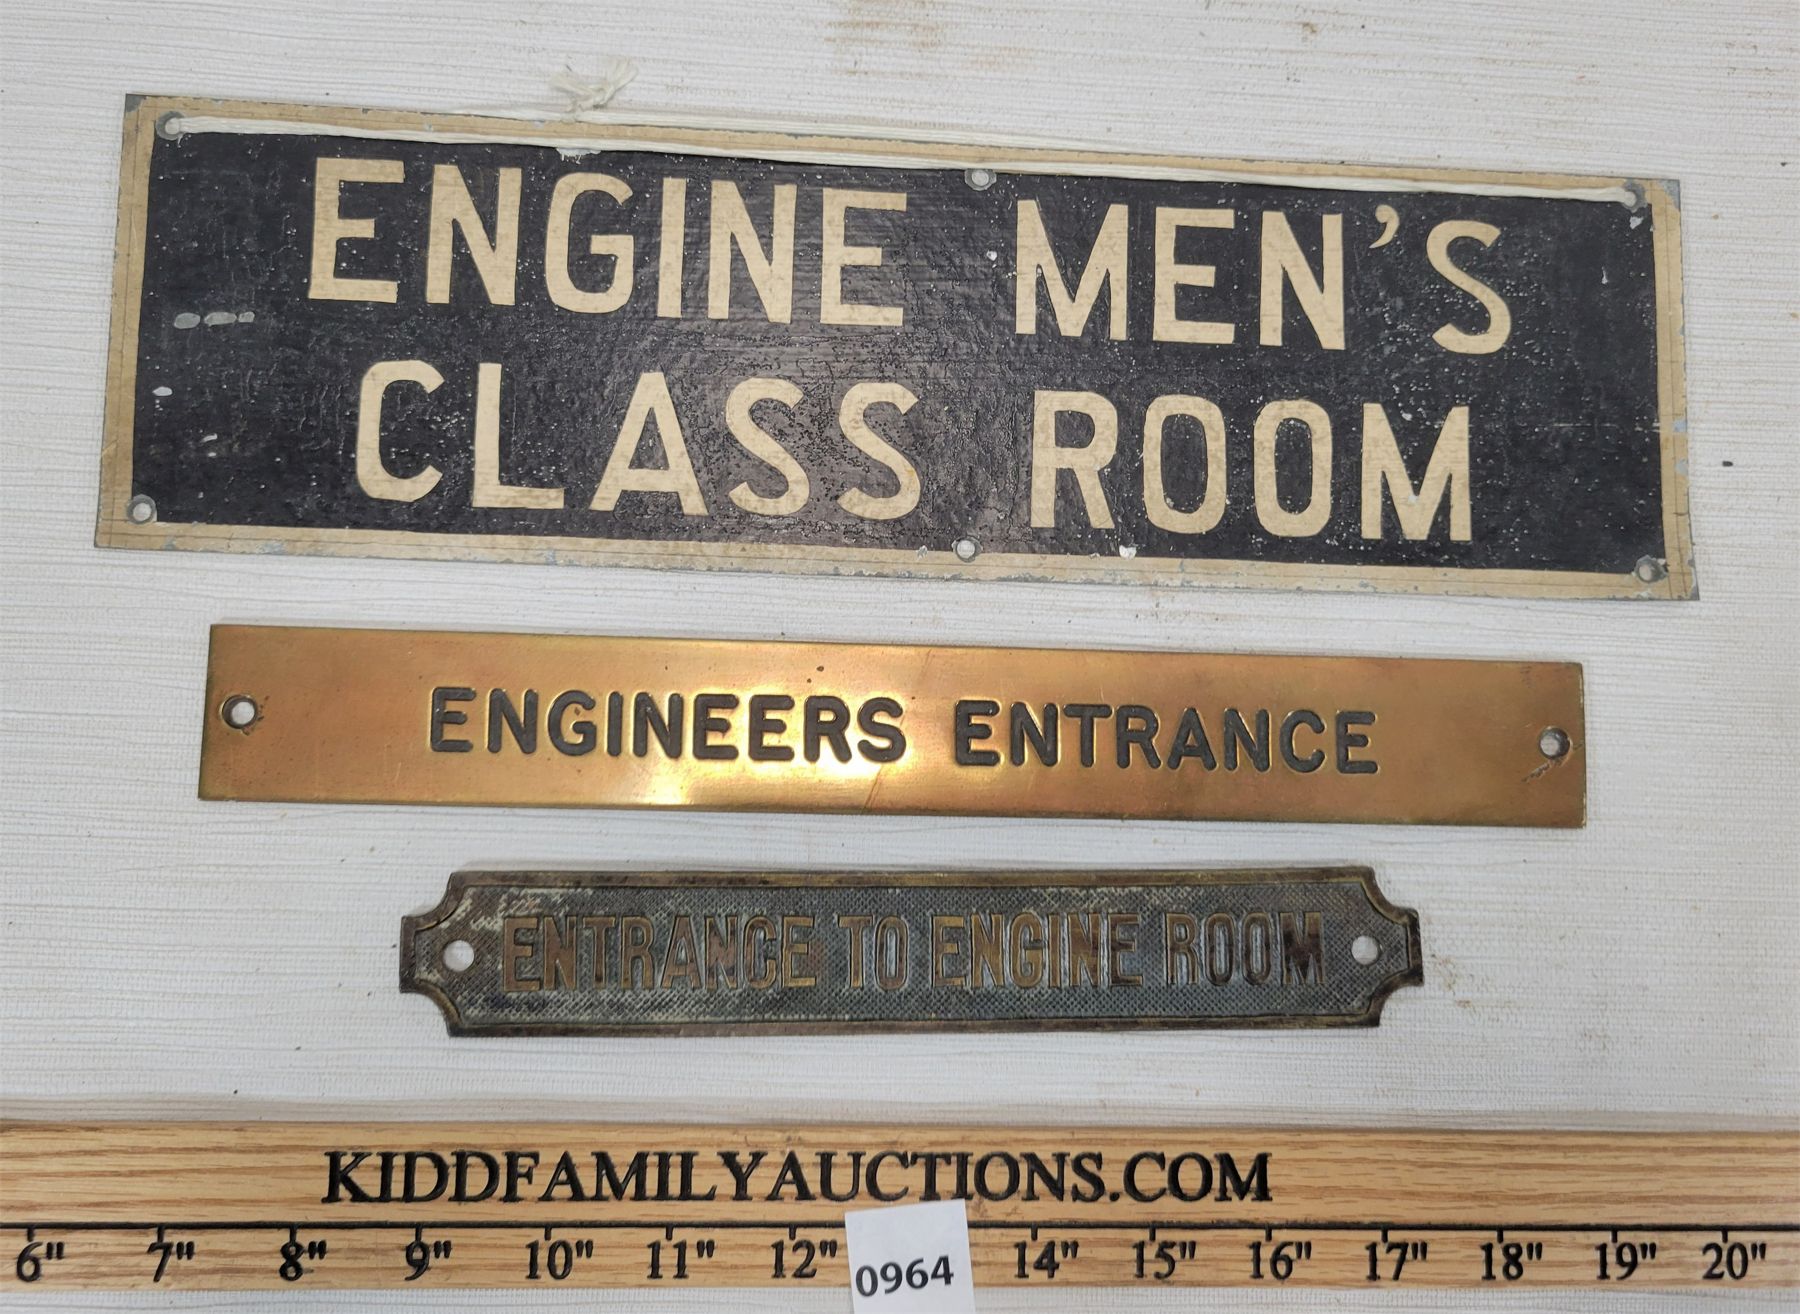 ENGINE MEN'S
CLASS ROOM
ENGINEERS ENTRANCE
ENTRANCE TO ENGINE ROOM
KIDDFAMILYAUCTIONS.COM
6" 7" 8" 9" 10" 11" 12" 14" 15" 16" 17" 18" 19" 20"
0964